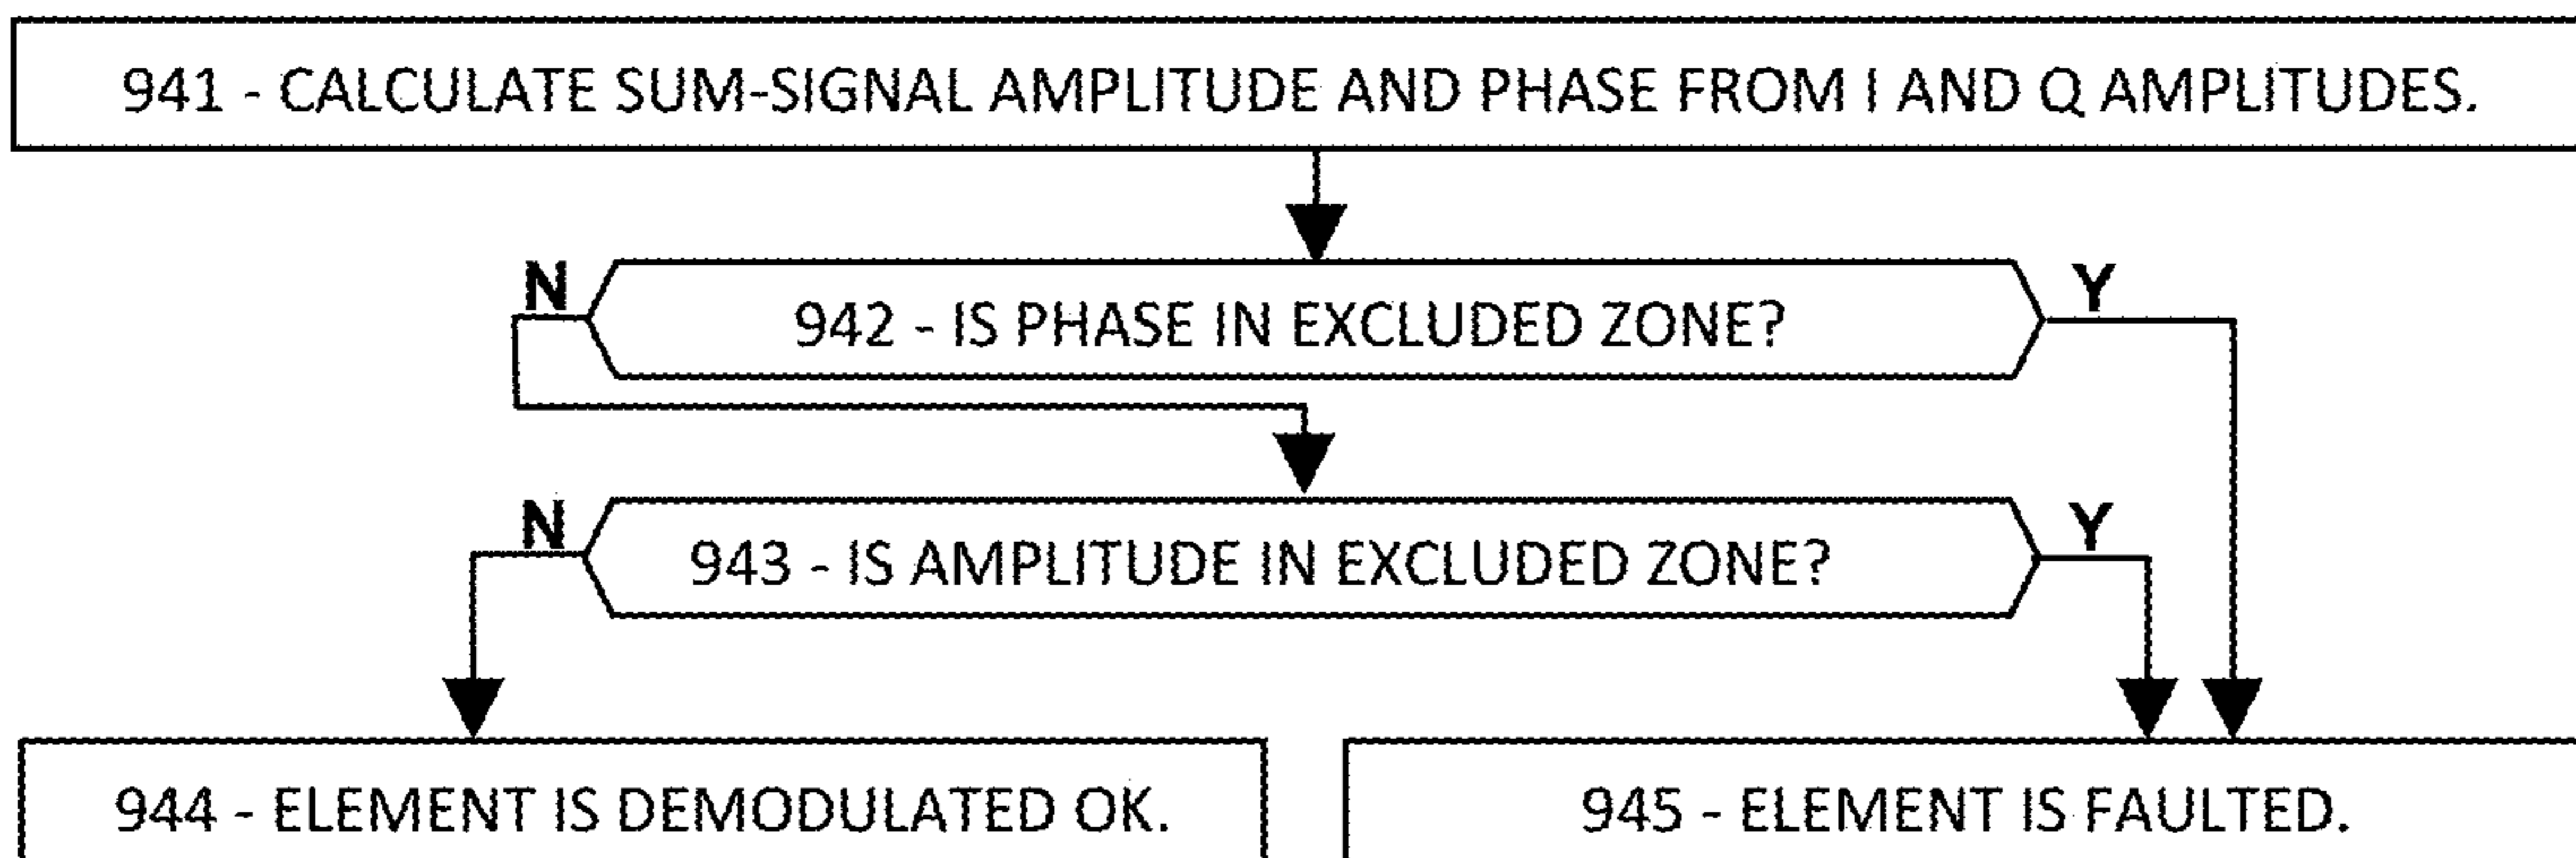 941 - CALCULATE SUM-SIGNAL AMPLITUDE AND PHASE FROM I AND Q AMPLITUDES.
N
Y
942 - IS PHASE IN EXCLUDED ZONE?
N
Y
943 - IS AMPLITUDE IN EXCLUDED ZONE?
944 - ELEMENT IS DEMODULATED OK.
945 - ELEMENT IS FAULTED.